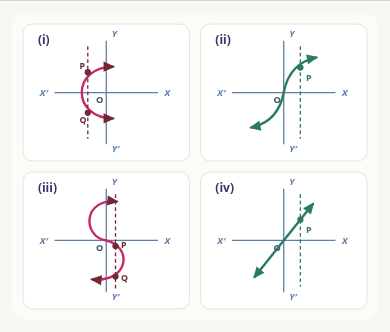 (i)
Y
P
X′ O X
Q
Y′
(ii)
Y
P
X′ O X
Y′
(iii)
Y
X′ O P X
Q
Y′
(iv)
Y
P
X′ O X
Y′